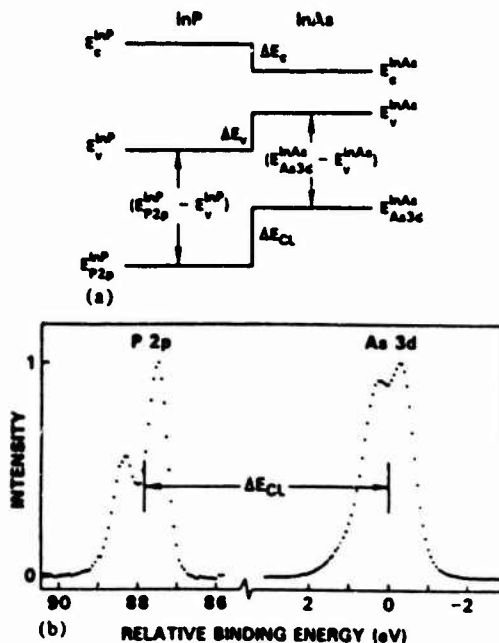 InP InAs
E_c^InP ΔE_c E_c^InAs
E_v^InP ΔE_v E_v^InAs
(E_P2p^InP - E_v^InP) (E_As3d^InAs - E_v^InAs)
E_P2p^InP ΔE_CL E_As3d^InAs
(a)
P 2p As 3d
1
INTENSITY
ΔE_CL
0
90 88 86 2 0 -2
(b) RELATIVE BINDING ENERGY (eV)